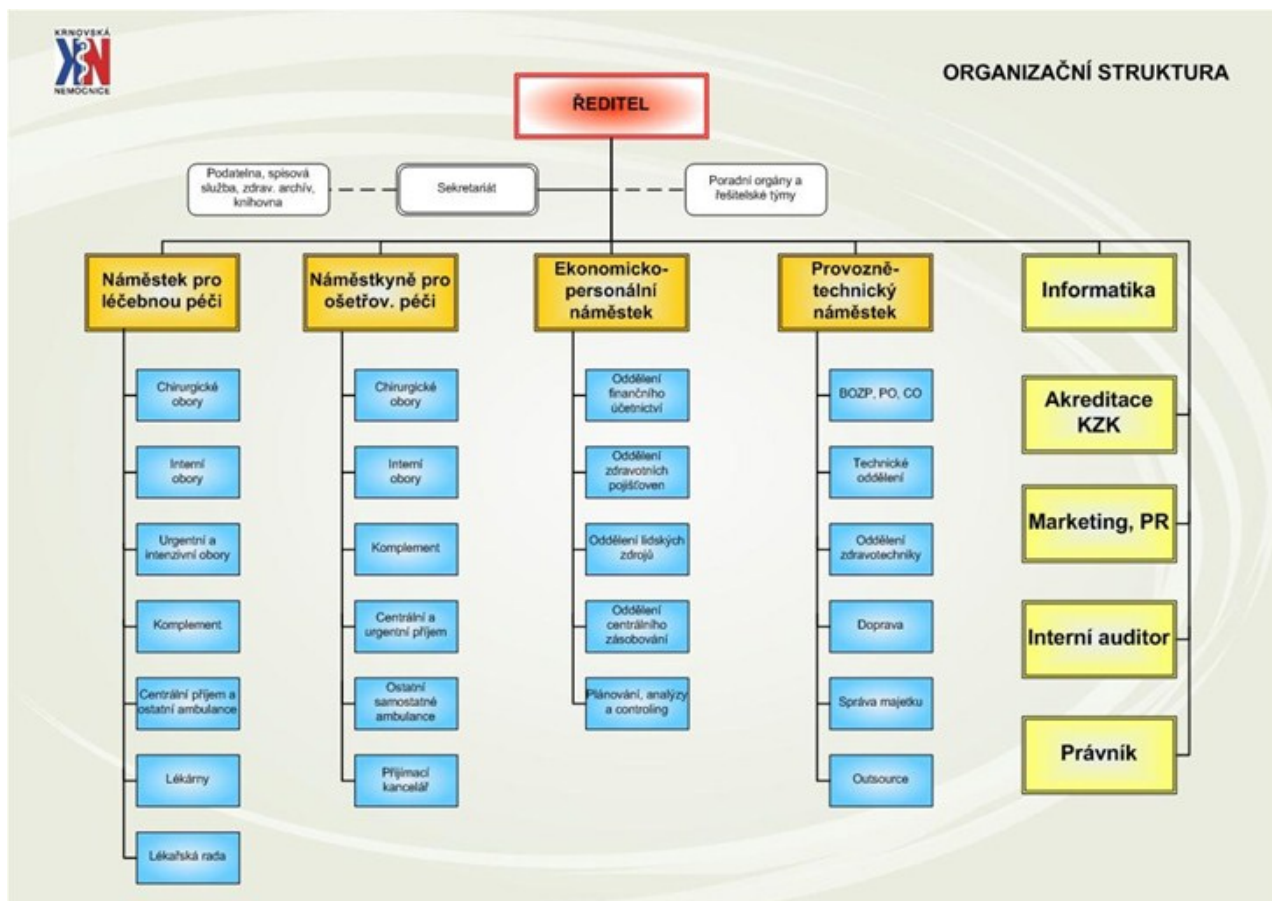 KRNOVSKÁ
NEMOCNICE
ORGANIZAČNÍ STRUKTURA
ŘEDITEL
Podatelna, spisová
služba, zdrav. archív,
knihovna
Sekretariát
Poradní orgány a
řešitelské týmy
Náměstek pro
léčebnou péči
Náměstkyně pro
ošetřov. péči
Ekonomicko-
personální
náměstek
Provozně-
technický
náměstek
Informatika
Chirurgické
obory
Interní
obory
Urgentní a
intenzivní obory
Komplement
Centrální příjem a
ostatní ambulance
Lékárny
Lékařská rada
Chirurgické
obory
Interní
obory
Komplement
Centrální a
urgentní příjem
Ostatní
samostatné
ambulance
Přijímací
kancelář
Oddělení
finančního
účetnictví
Oddělení
zdravotních
pojišťoven
Oddělení lidských
zdrojů
Oddělení
centrálního
zásobování
Plánování, analýzy
a controling
BOZP, PO, CO
Technické
oddělení
Oddělení
zdravotechniky
Doprava
Správa majetku
Outsource
Akreditace
KZK
Marketing, PR
Interní auditor
Právník